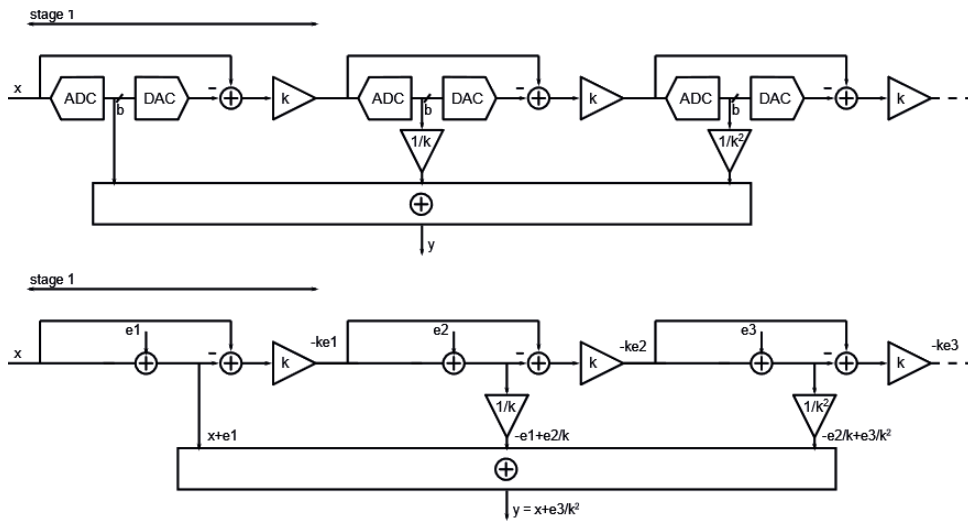 stage 1
x
ADC
b
DAC
-
k
ADC
b
DAC
-
k
ADC
b
DAC
-
k
1/k
1/k²
y
stage 1
x
e1
-
k
-ke1
e2
-
k
-ke2
e3
-
k
-ke3
1/k
1/k²
x+e1
-e1+e2/k
-e2/k+e3/k²
y = x+e3/k²